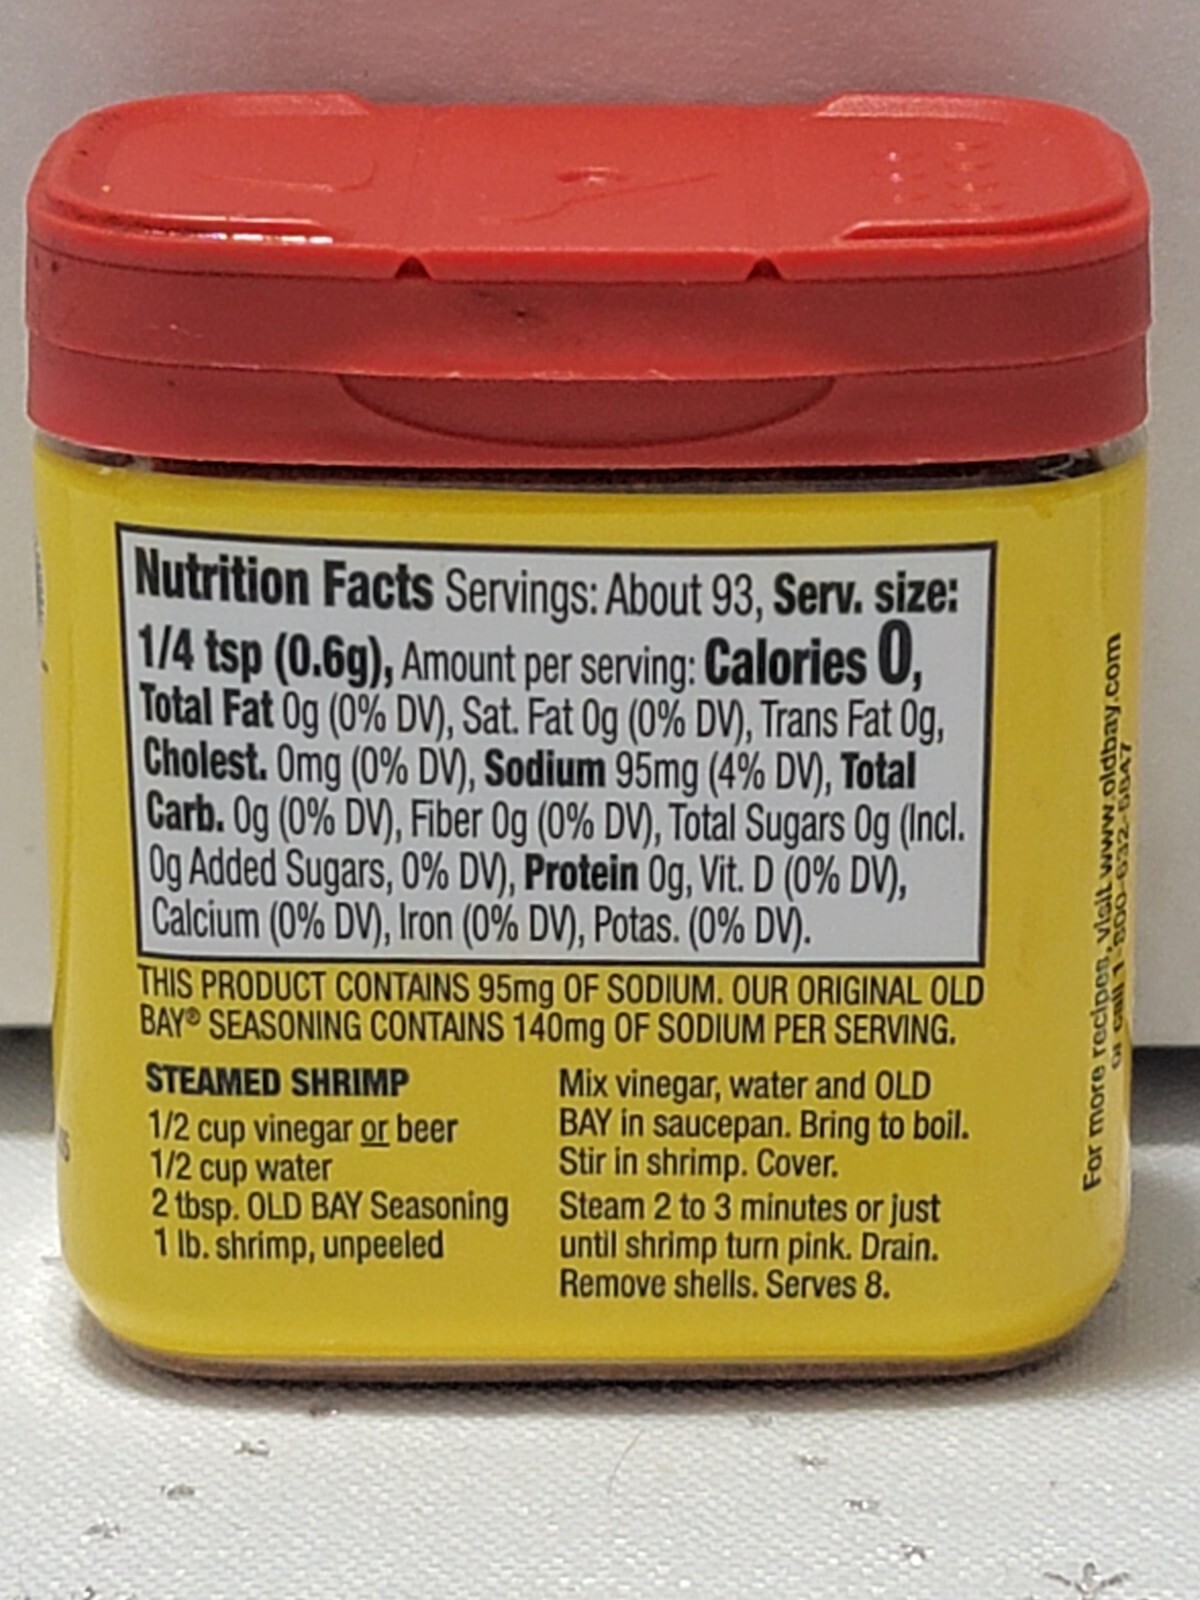 Nutrition Facts Servings: About 93, Serv. size:
1/4 tsp (0.6g), Amount per serving: Calories 0,
Total Fat 0g (0% DV), Sat. Fat 0g (0% DV), Trans Fat 0g,
Cholest. 0mg (0% DV), Sodium 95mg (4% DV), Total
Carb. 0g (0% DV), Fiber 0g (0% DV), Total Sugars 0g (Incl.
0g Added Sugars, 0% DV), Protein 0g, Vit. D (0% DV),
Calcium (0% DV), Iron (0% DV), Potas. (0% DV).
THIS PRODUCT CONTAINS 95mg OF SODIUM. OUR ORIGINAL OLD
BAY® SEASONING CONTAINS 140mg OF SODIUM PER SERVING.
STEAMED SHRIMP
1/2 cup vinegar or beer
1/2 cup water
2 tbsp. OLD BAY Seasoning
1 lb. shrimp, unpeeled
Mix vinegar, water and OLD
BAY in saucepan. Bring to boil.
Stir in shrimp. Cover.
Steam 2 to 3 minutes or just
until shrimp turn pink. Drain.
Remove shells. Serves 8.
For more recipes, visit www.oldbay.com
or call 1-800-632-5847